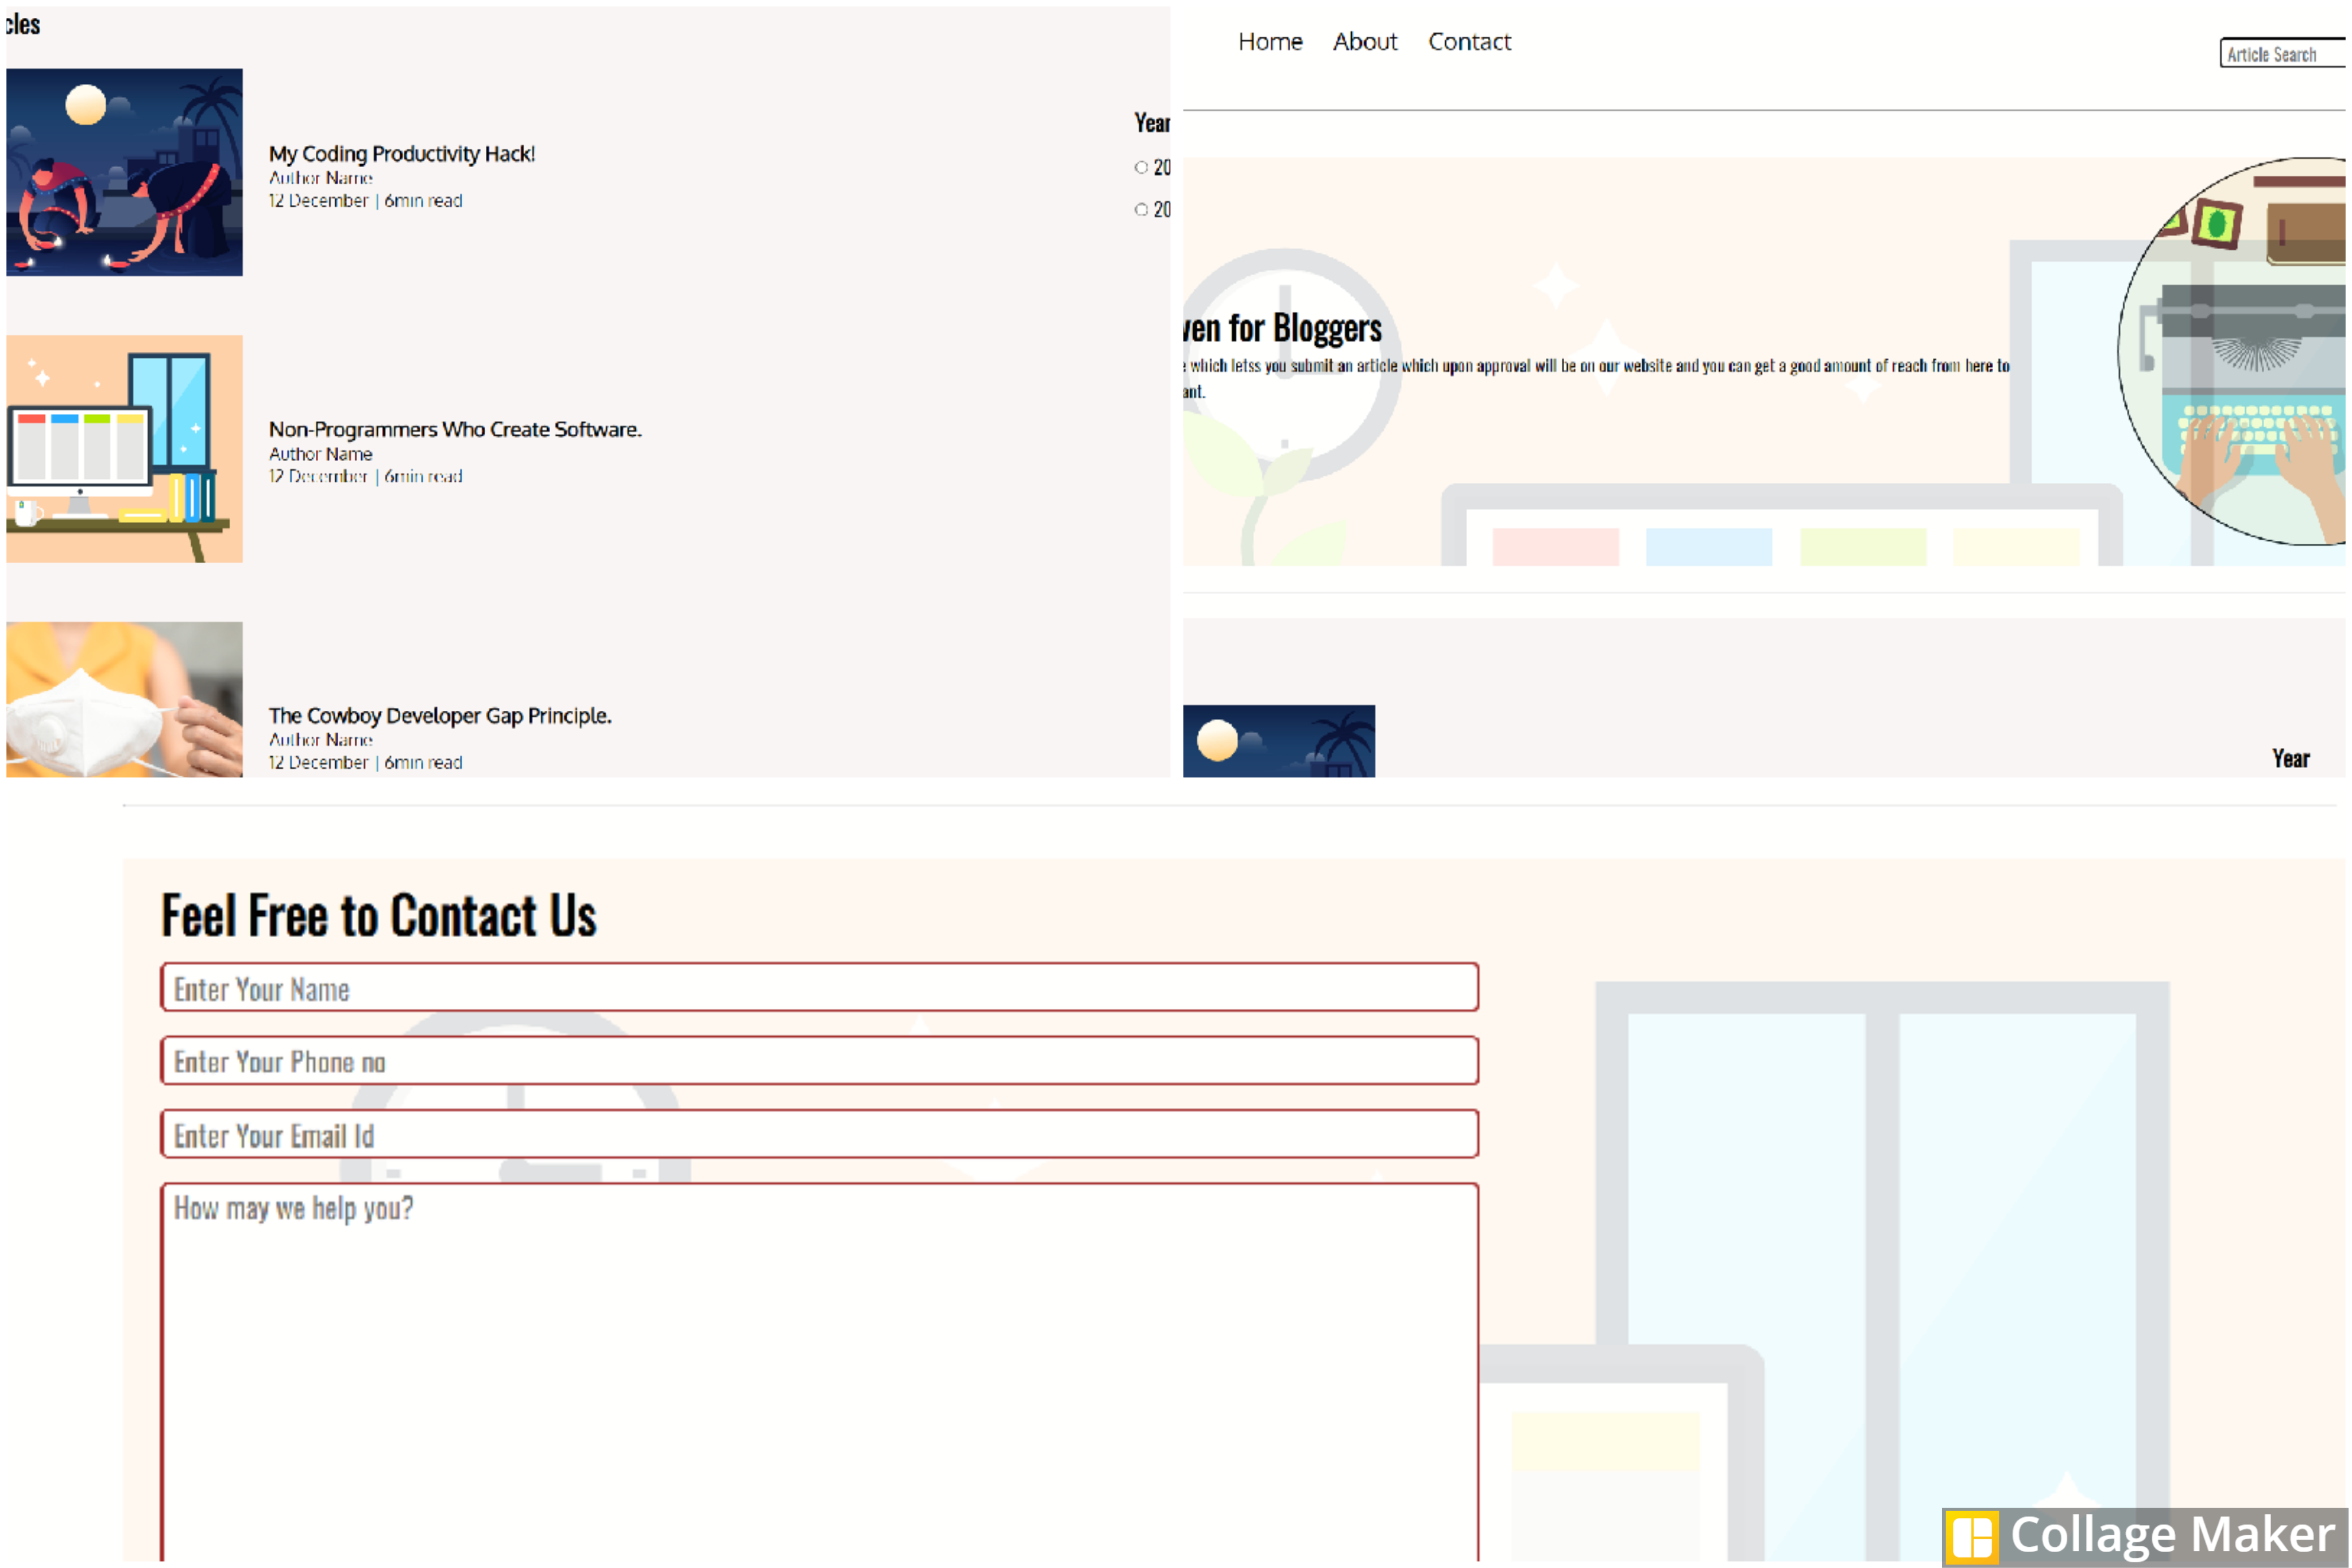 cles
My Coding Productivity Hack!
Author Name
12 December | 6min read
Year
20
20
Non-Programmers Who Create Software.
Author Name
12 December | 6min read
The Cowboy Developer Gap Principle.
Author Name
12 December | 6min read
Home About Contact
Article Search
ven for Bloggers
e which letss you submit an article which upon approval will be on our website and you can get a good amount of reach from here to
ant.
Year
Feel Free to Contact Us
Enter Your Name
Enter Your Phone no
Enter Your Email Id
How may we help you?
Collage Maker